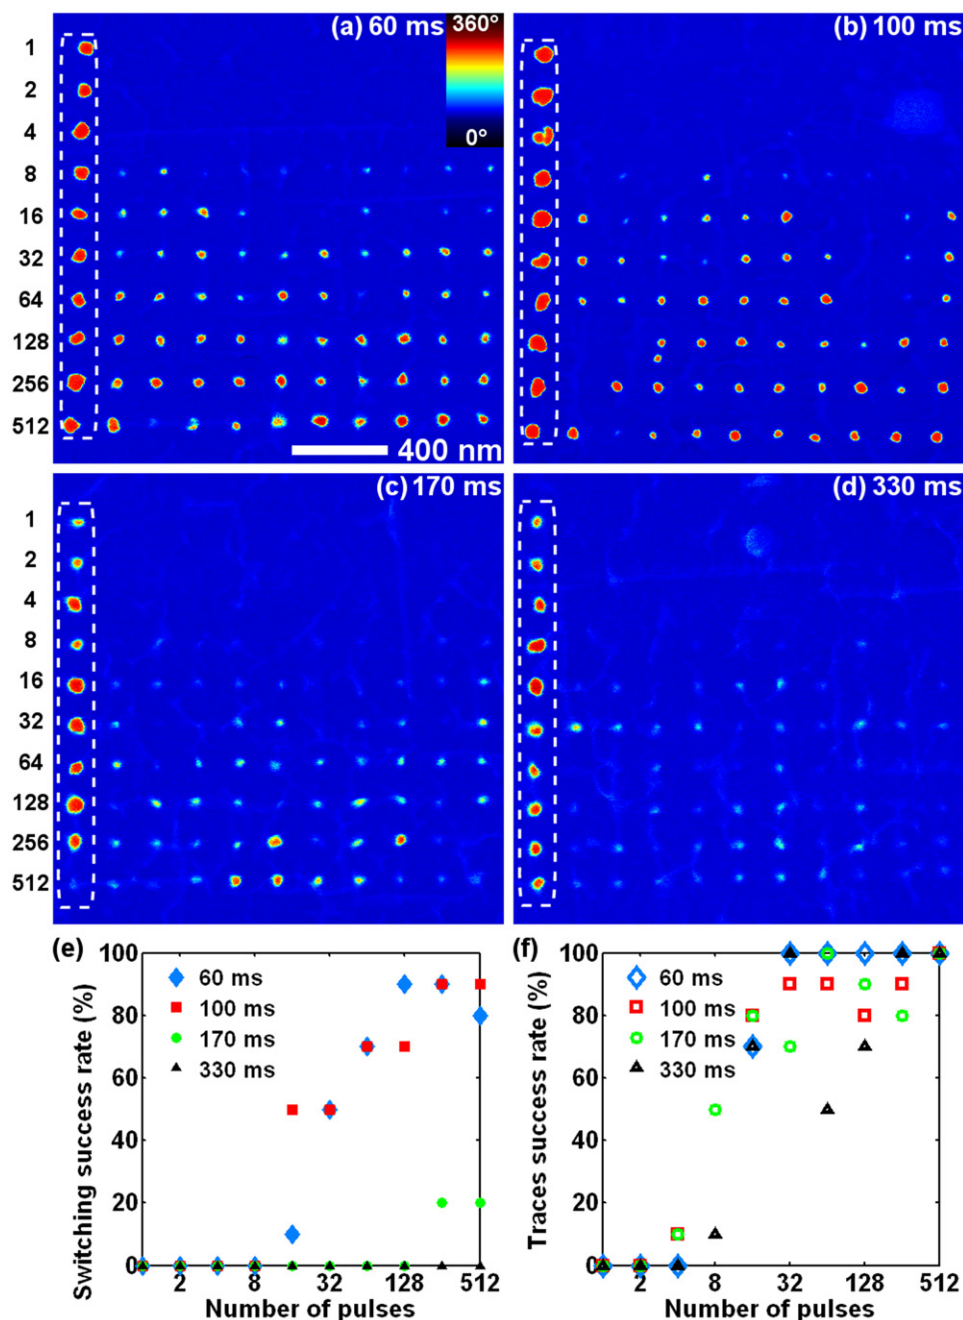 (a) 60 ms
360°
0°
1
2
4
8
16
32
64
128
256
512
400 nm
(b) 100 ms
(c) 170 ms
1
2
4
8
16
32
64
128
256
512
(d) 330 ms
(e)
Switching success rate (%)
100
80
60
40
20
0
60 ms
100 ms
170 ms
330 ms
2 8 32 128 512
Number of pulses
(f)
Traces success rate (%)
100
80
60
40
20
0
60 ms
100 ms
170 ms
330 ms
2 8 32 128 512
Number of pulses